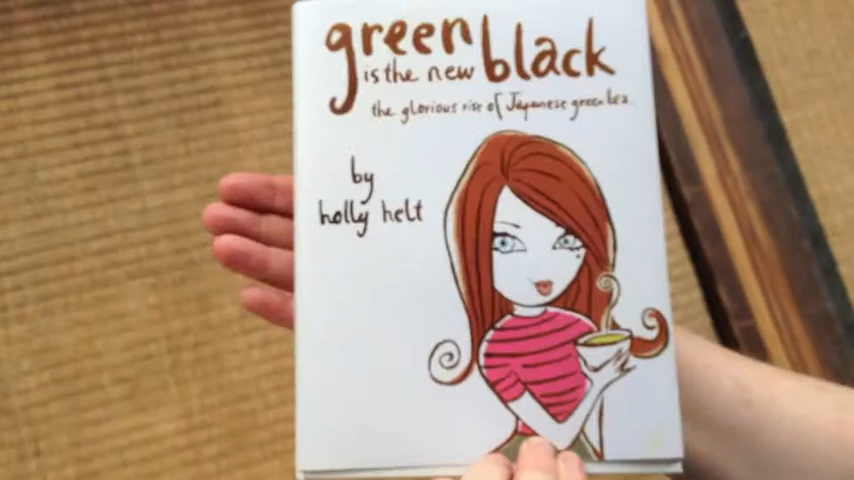 green black
is the new
the glorious rise of Japanese green tea
by
holly helt